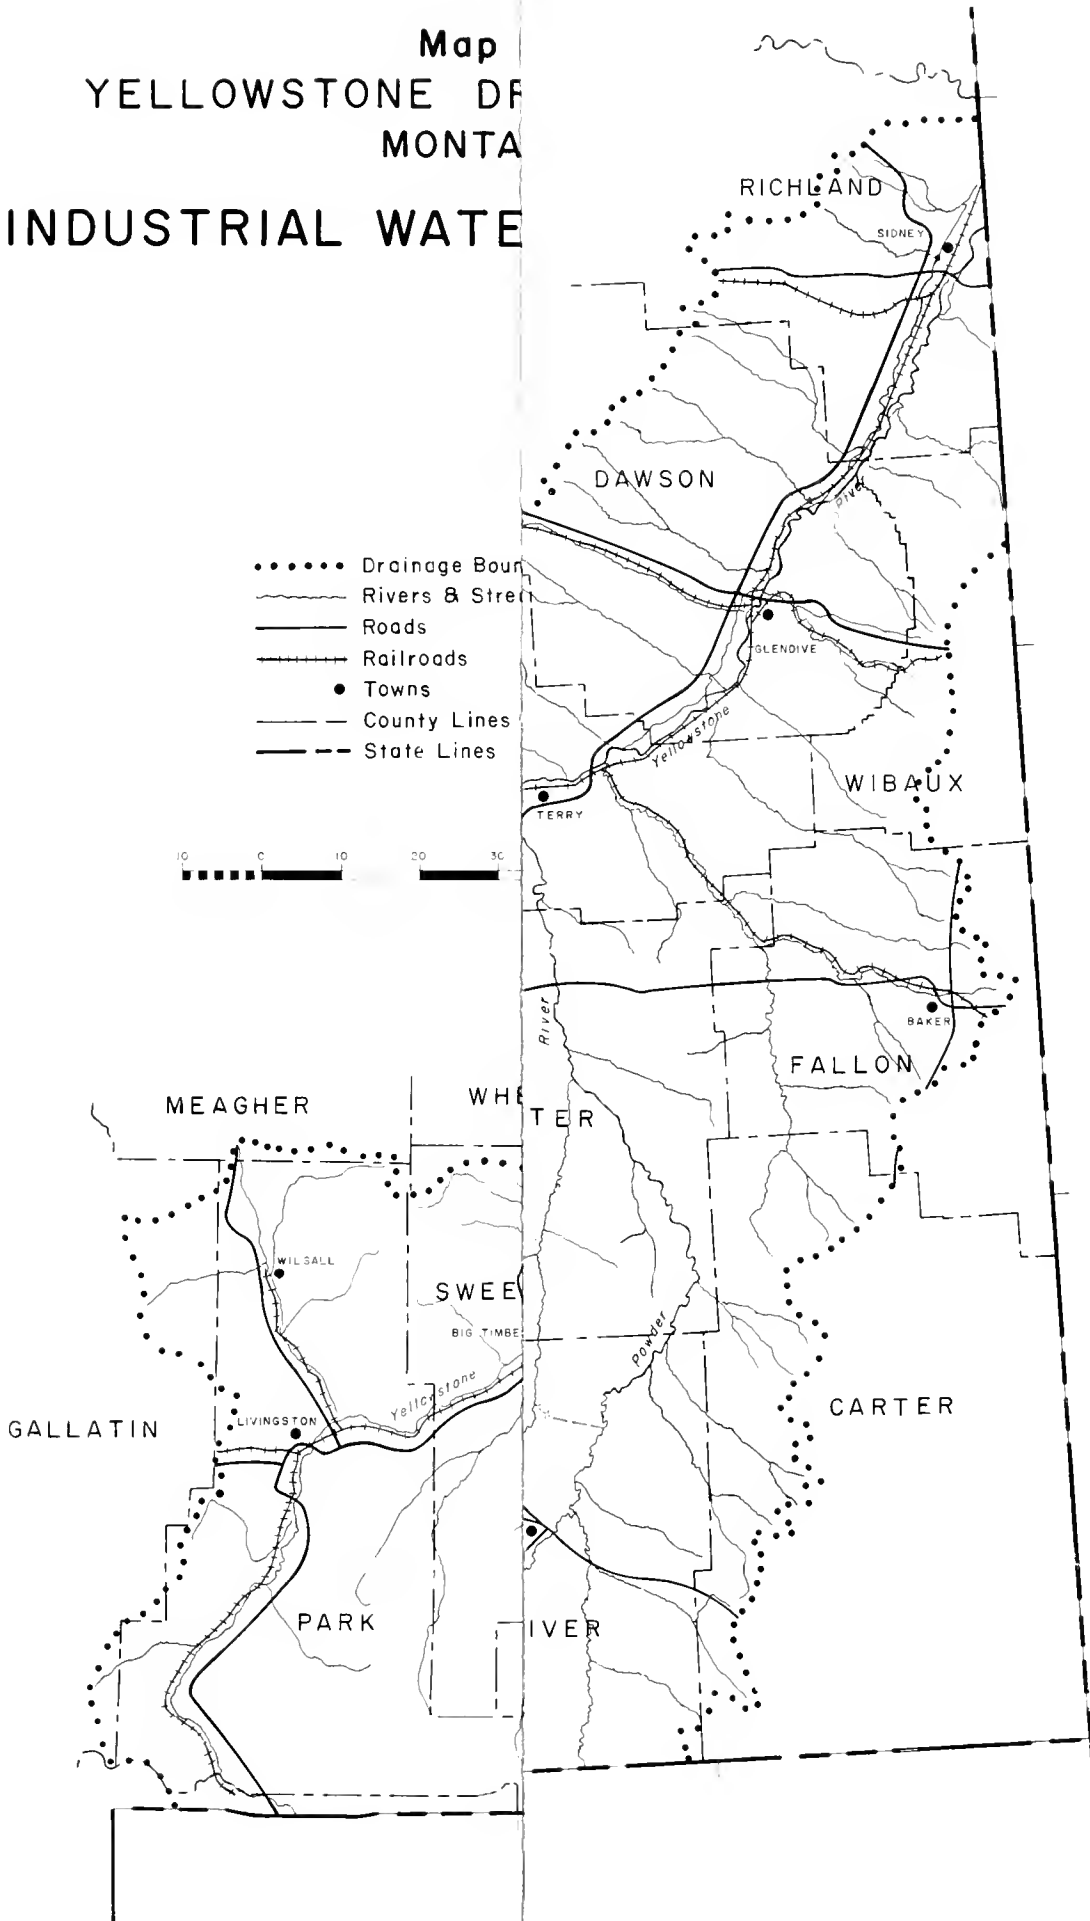 Map
YELLOWSTONE DR
MONTA
INDUSTRIAL WATE
Drainage Boun
Rivers & Stre
Roads
Railroads
Towns
County Lines
State Lines
10 0 10 20 30
RICHLAND
SIDNEY
DAWSON
River
GLENDIVE
Yellowstone
WIBAUX
TERRY
River
BAKER
FALLON
MEAGHER
WHE
TER
WILSALL
SWEE
BIG TIMBE
Powder
Yellowstone
CARTER
GALLATIN
LIVINGSTON
PARK
IVER